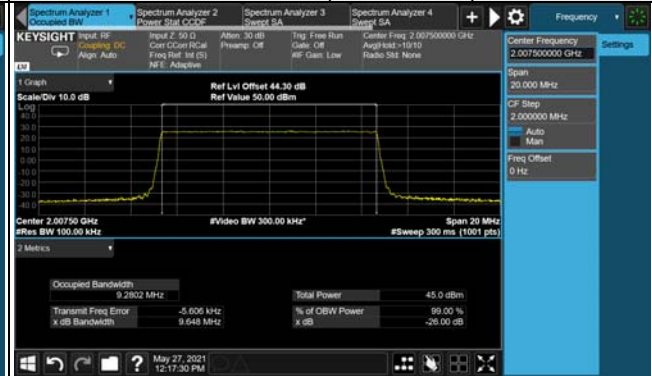 Spectrum Analyzer 1
Occupied BW
Spectrum Analyzer 2
Power Stat CCDF
Spectrum Analyzer 3
Swept SA
Spectrum Analyzer 4
Swept SA
Frequency
KEYSIGHT
Input: RF
Coupling: DC
Align: Auto
Input Z: 50 Ω
Corr CCorr RCal
Freq Ref: Int (S)
NFE: Adaptive
Atten: 30 dB
Preamp: Off
Trig: Free Run
Gate: Off
#IF Gain: Low
Center Freq: 2.007500000 GHz
Avg|Hold:>10/10
Radio Std: None
Center Frequency
2.007500000 GHz
Settings
Span
20.000 MHz
CF Step
2.000000 MHz
Auto
Man
Freq Offset
0 Hz
1 Graph
Scale/Div 10.0 dB
Ref Lvl Offset 44.30 dB
Ref Value 50.00 dBm
Log
40.0
30.0
20.0
10.0
0.00
-10.0
-20.0
-30.0
-40.0
Center 2.00750 GHz
#Res BW 100.00 kHz
#Video BW 300.00 kHz*
Span 20 MHz
#Sweep 300 ms (1001 pts)
2 Metrics
Occupied Bandwidth
9.2802 MHz
Total Power
45.0 dBm
Transmit Freq Error
-5.606 kHz
% of OBW Power
99.00 %
x dB Bandwidth
9.648 MHz
x dB
-26.00 dB
May 27, 2021
12:17:30 PM